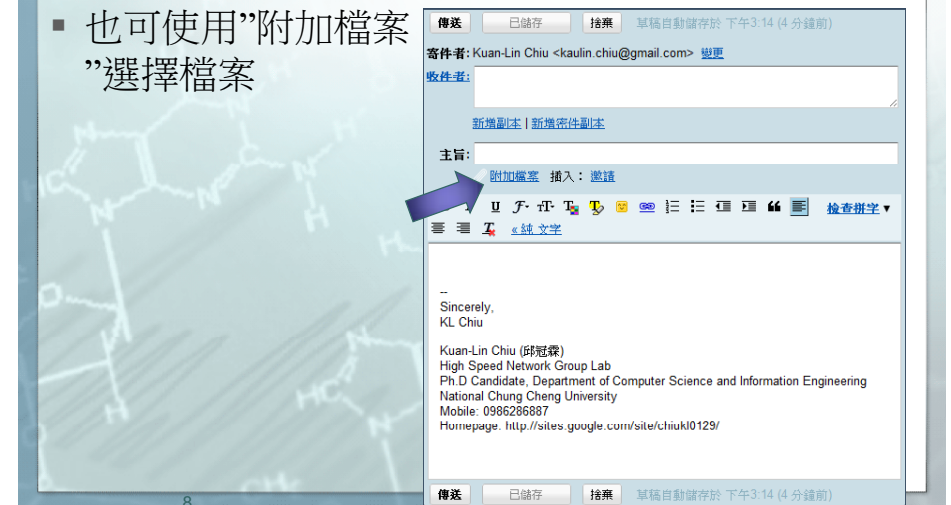 ▪ 也可使用”附加檔案
”選擇檔案
傳送 已儲存 捨棄 草稿自動儲存於 下午3:14 (4 分鐘前)
寄件者: Kuan-Lin Chiu <kaulin.chiu@gmail.com> 變更
收件者:
新增副本 | 新增密件副本
主旨:
附加檔案 插入： 邀請
檢查拼字 ▼
« 純文字
--
Sincerely,
KL Chiu
Kuan-Lin Chiu (邱冠霖)
High Speed Network Group Lab
Ph.D Candidate, Department of Computer Science and Information Engineering
National Chung Cheng University
Mobile: 0986286887
Homepage: http://sites.google.com/site/chiukl0129/
傳送 已儲存 捨棄 草稿自動儲存於 下午3:14 (4 分鐘前)
8